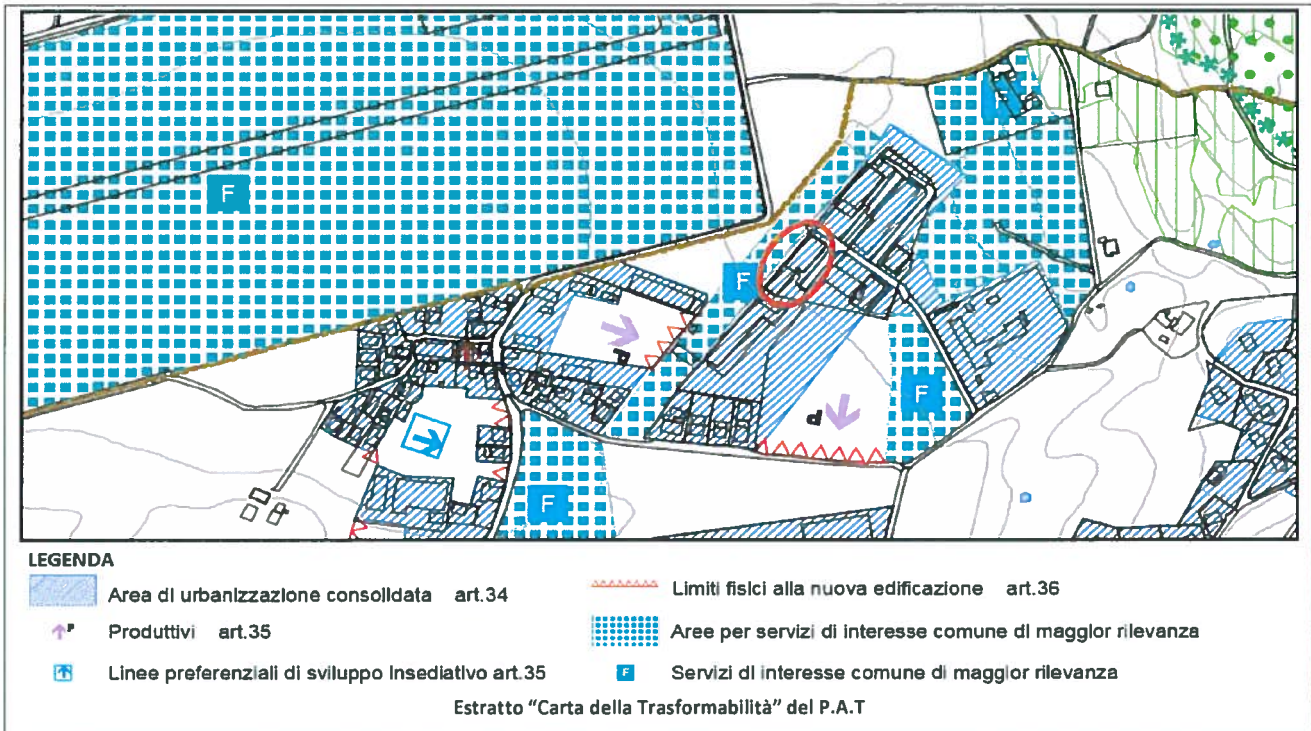 F
F
F
F
P
P
LEGENDA
Area di urbanizzazione consolidata art.34
Limiti fisici alla nuova edificazione art.36
P
Produttivi art.35
Aree per servizi di interesse comune di maggior rilevanza
Linee preferenziali di sviluppo Insediativo art.35
F
Servizi di interesse comune di maggior rilevanza
Estratto "Carta della Trasformabilità" del P.A.T